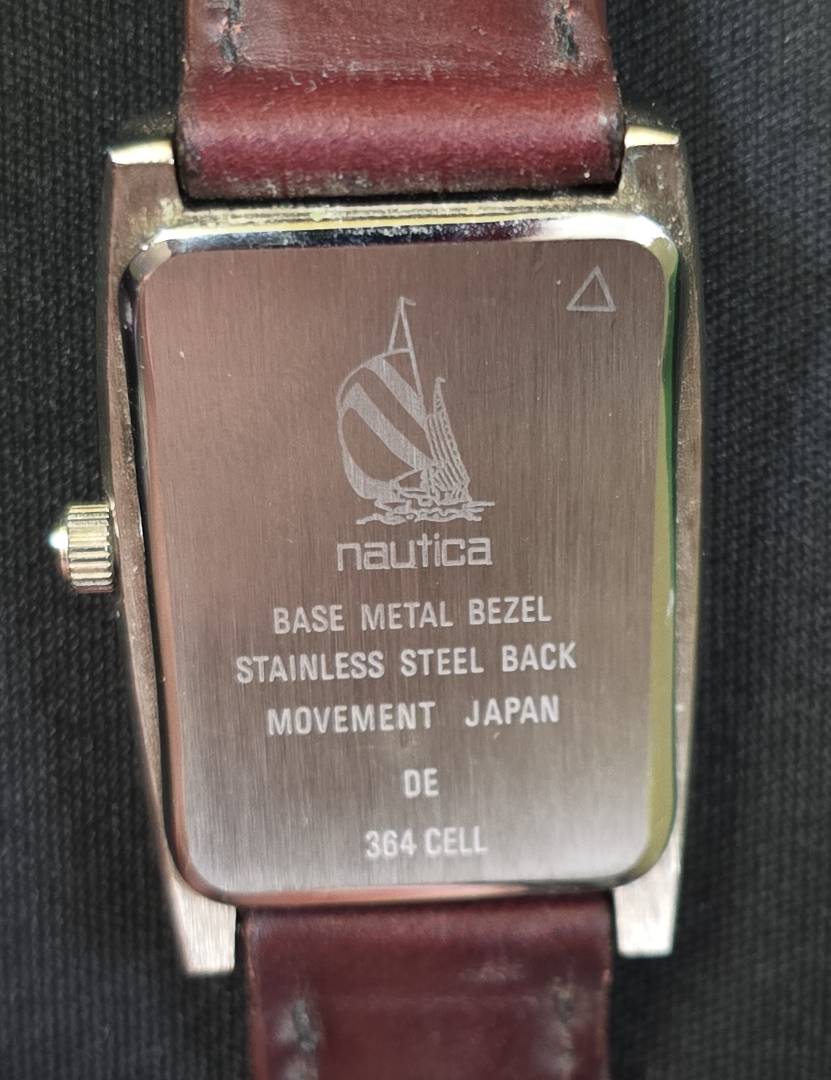 nautica
BASE METAL BEZEL
STAINLESS STEEL BACK
MOVEMENT JAPAN
DE
364 CELL